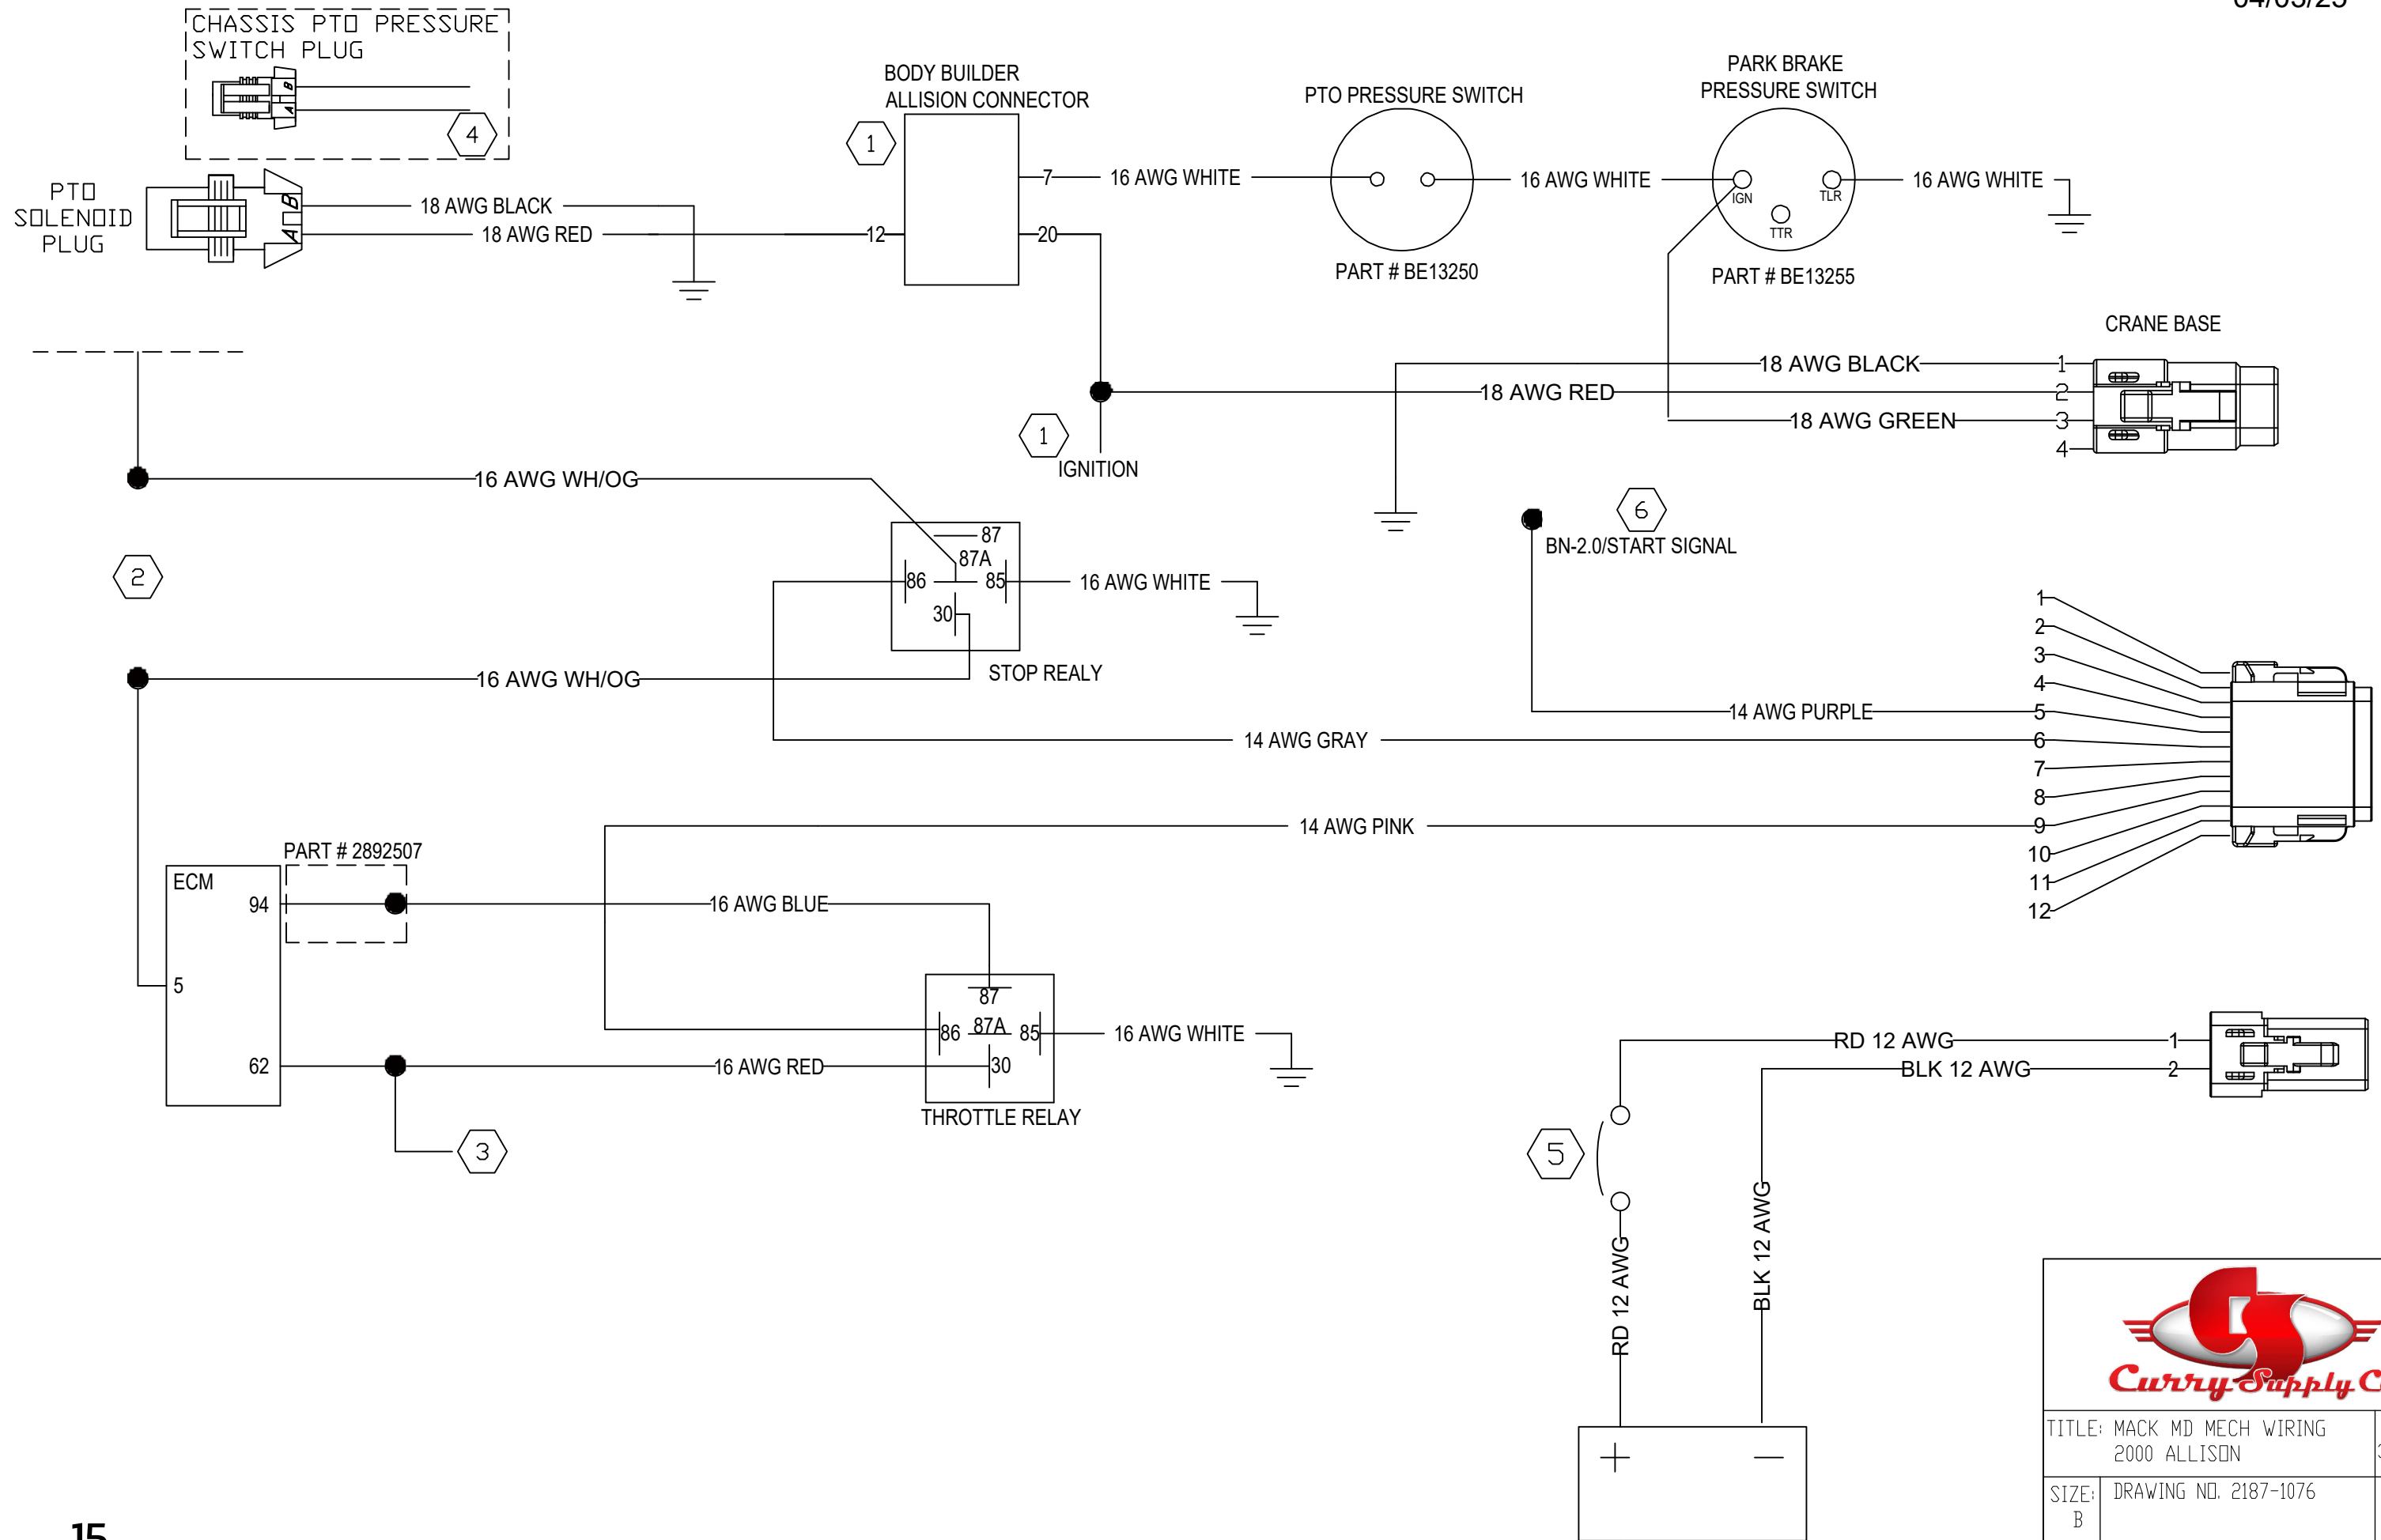 04/03/25
CHASSIS PTO PRESSURE
SWITCH PLUG
B
A
4
PTO
SOLENOID
PLUG
B
A
18 AWG BLACK
18 AWG RED
BODY BUILDER
ALLISION CONNECTOR
1
7
12
20
16 AWG WHITE
PTO PRESSURE SWITCH
PART # BE13250
16 AWG WHITE
PARK BRAKE
PRESSURE SWITCH
IGN
TLR
TTR
PART # BE13255
16 AWG WHITE
CRANE BASE
18 AWG BLACK
1
18 AWG RED
2
18 AWG GREEN
3
4
1
IGNITION
16 AWG WH/OG
2
87
87A
86
85
30
16 AWG WHITE
STOP REALY
16 AWG WH/OG
6
BN-2.0/START SIGNAL
14 AWG PURPLE
14 AWG GRAY
14 AWG PINK
1
2
3
4
5
6
7
8
9
10
11
12
PART # 2892507
ECM
94
5
62
16 AWG BLUE
87
86
87A
85
30
16 AWG WHITE
16 AWG RED
THROTTLE RELAY
3
RD 12 AWG
1
BLK 12 AWG
2
5
RD 12 AWG
BLK 12 AWG
+
—
Curry Supply C
TITLE: MACK MD MECH WIRING
2000 ALLISON
SIZE:
B
DRAWING NO. 2187-1076
15